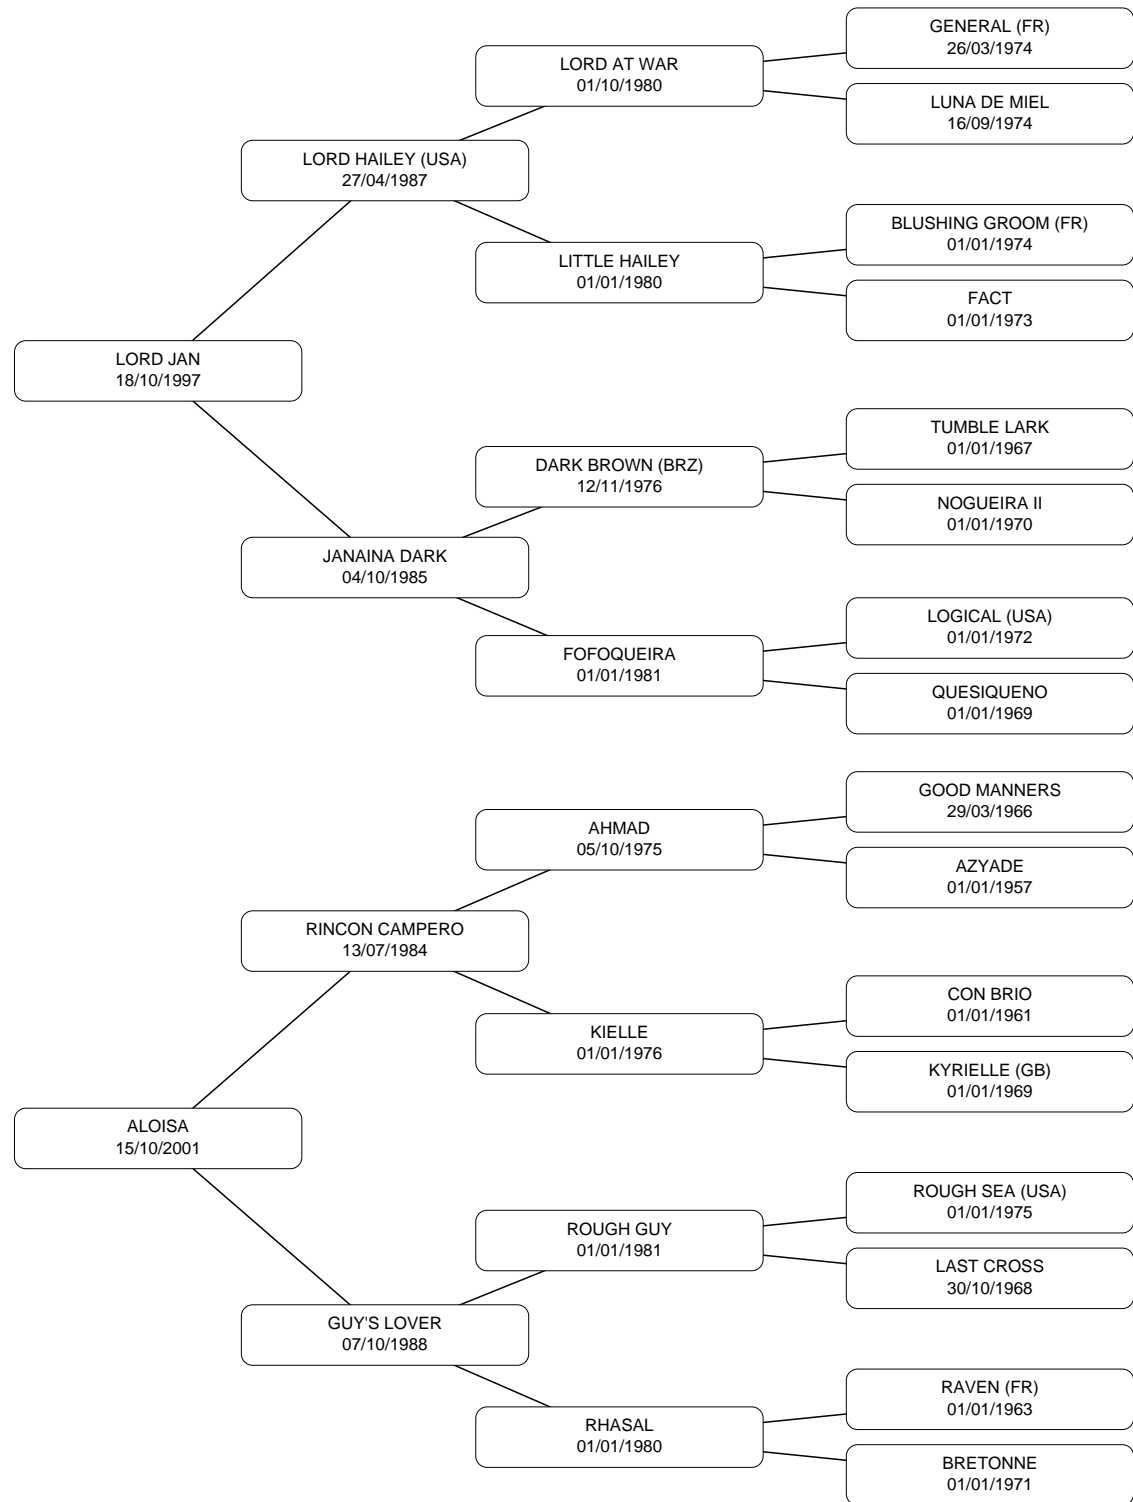 GENERAL (FR)
26/03/1974
LORD AT WAR
01/10/1980
LUNA DE MIEL
16/09/1974
LORD HAILEY (USA)
27/04/1987
BLUSHING GROOM (FR)
01/01/1974
LITTLE HAILEY
01/01/1980
FACT
01/01/1973
LORD JAN
18/10/1997
TUMBLE LARK
01/01/1967
DARK BROWN (BRZ)
12/11/1976
NOGUEIRA II
01/01/1970
JANAINA DARK
04/10/1985
LOGICAL (USA)
01/01/1972
FOFOQUEIRA
01/01/1981
QUESIQUENO
01/01/1969
GOOD MANNERS
29/03/1966
AHMAD
05/10/1975
AZYADE
01/01/1957
RINCON CAMPERO
13/07/1984
CON BRIO
01/01/1961
KIELLE
01/01/1976
KYRIELLE (GB)
01/01/1969
ALOISA
15/10/2001
ROUGH SEA (USA)
01/01/1975
ROUGH GUY
01/01/1981
LAST CROSS
30/10/1968
GUY'S LOVER
07/10/1988
RAVEN (FR)
01/01/1963
RHASAL
01/01/1980
BRETONNE
01/01/1971